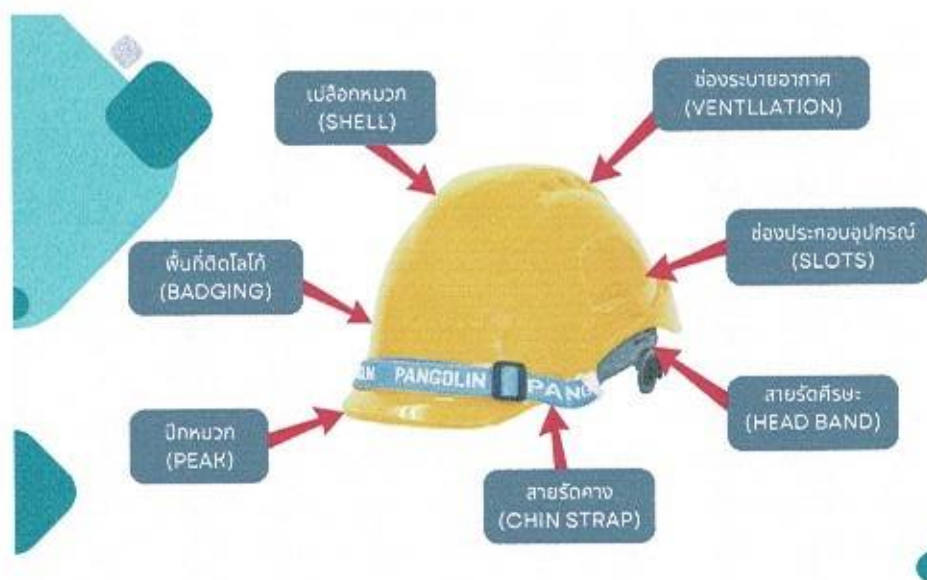 เปลือกหมวก
(SHELL)
ช่องระบายอากาศ
(VENTLLATION)
พื้นที่ติดโลโก้
(BADGING)
ช่องประกอบอุปกรณ์
(SLOTS)
PANGOLIN
ปีกหมวก
(PEAK)
สายรัดศีรษะ
(HEAD BAND)
สายรัดคาง
(CHIN STRAP)